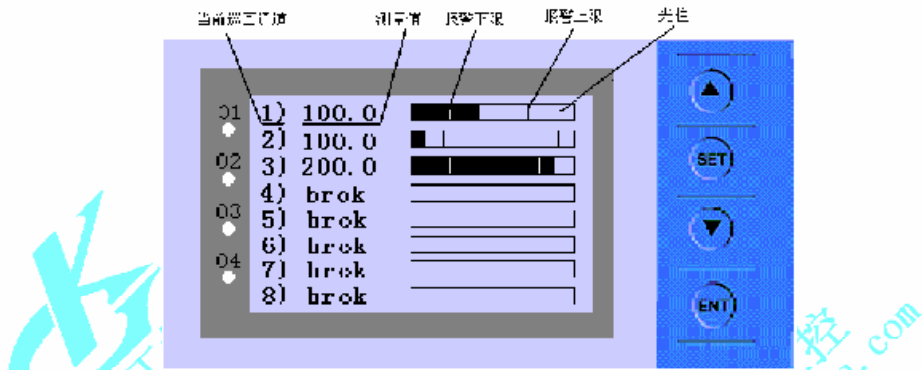 当前巡回通道 测量值 报警下限 报警上限 光柱
01 1) 100.0
2) 100.0
02 3) 200.0
4) brok
03 5) brok
6) brok
04 7) brok
8) brok
SET
ENT
控
.com